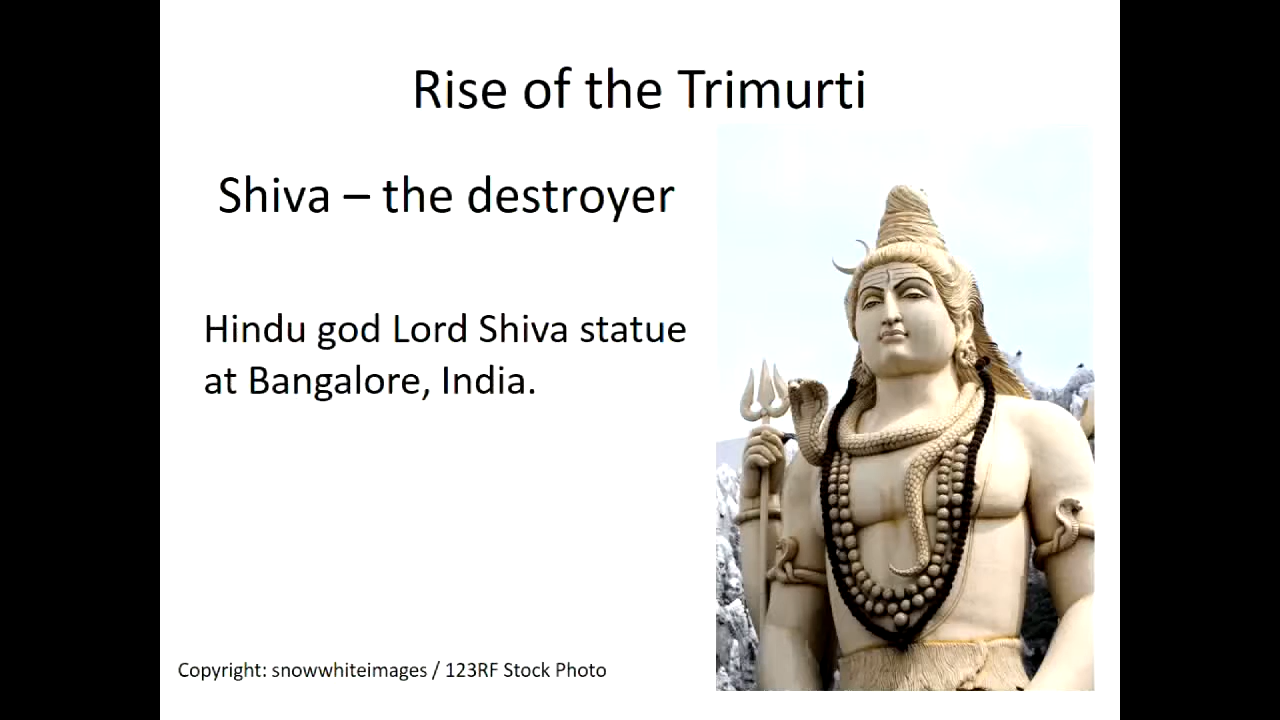 Rise of the Trimurti
Shiva – the destroyer
Hindu god Lord Shiva statue
at Bangalore, India.
Copyright: snowwhiteimages / 123RF Stock Photo